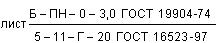 лист Б – ПН – 0 – 3,0 ГОСТ 19904-74
5 – 11 – Г – 20 ГОСТ 16523-97